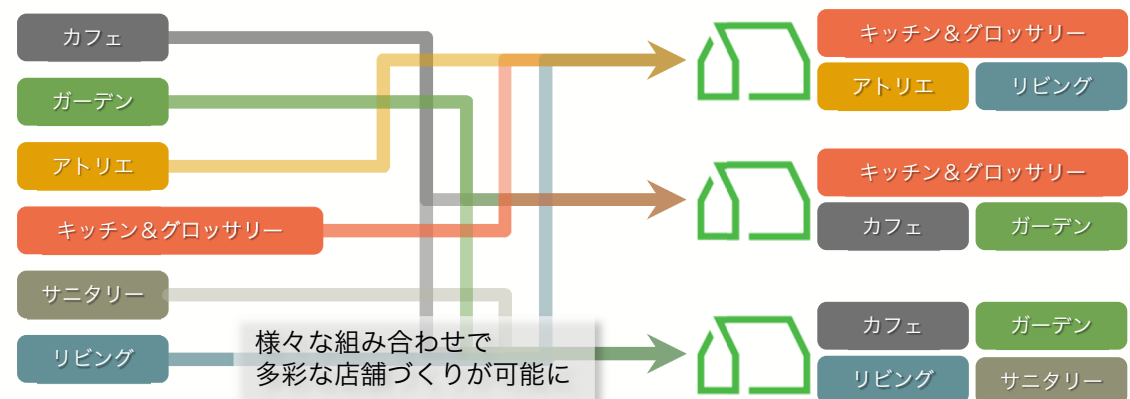 カフェ
ガーデン
アトリエ
キッチン＆グロッサリー
サニタリー
リビング
様々な組み合わせで
多彩な店舗づくりが可能に
キッチン＆グロッサリー
アトリエ
リビング
キッチン＆グロッサリー
カフェ
ガーデン
カフェ
ガーデン
リビング
サニタリー